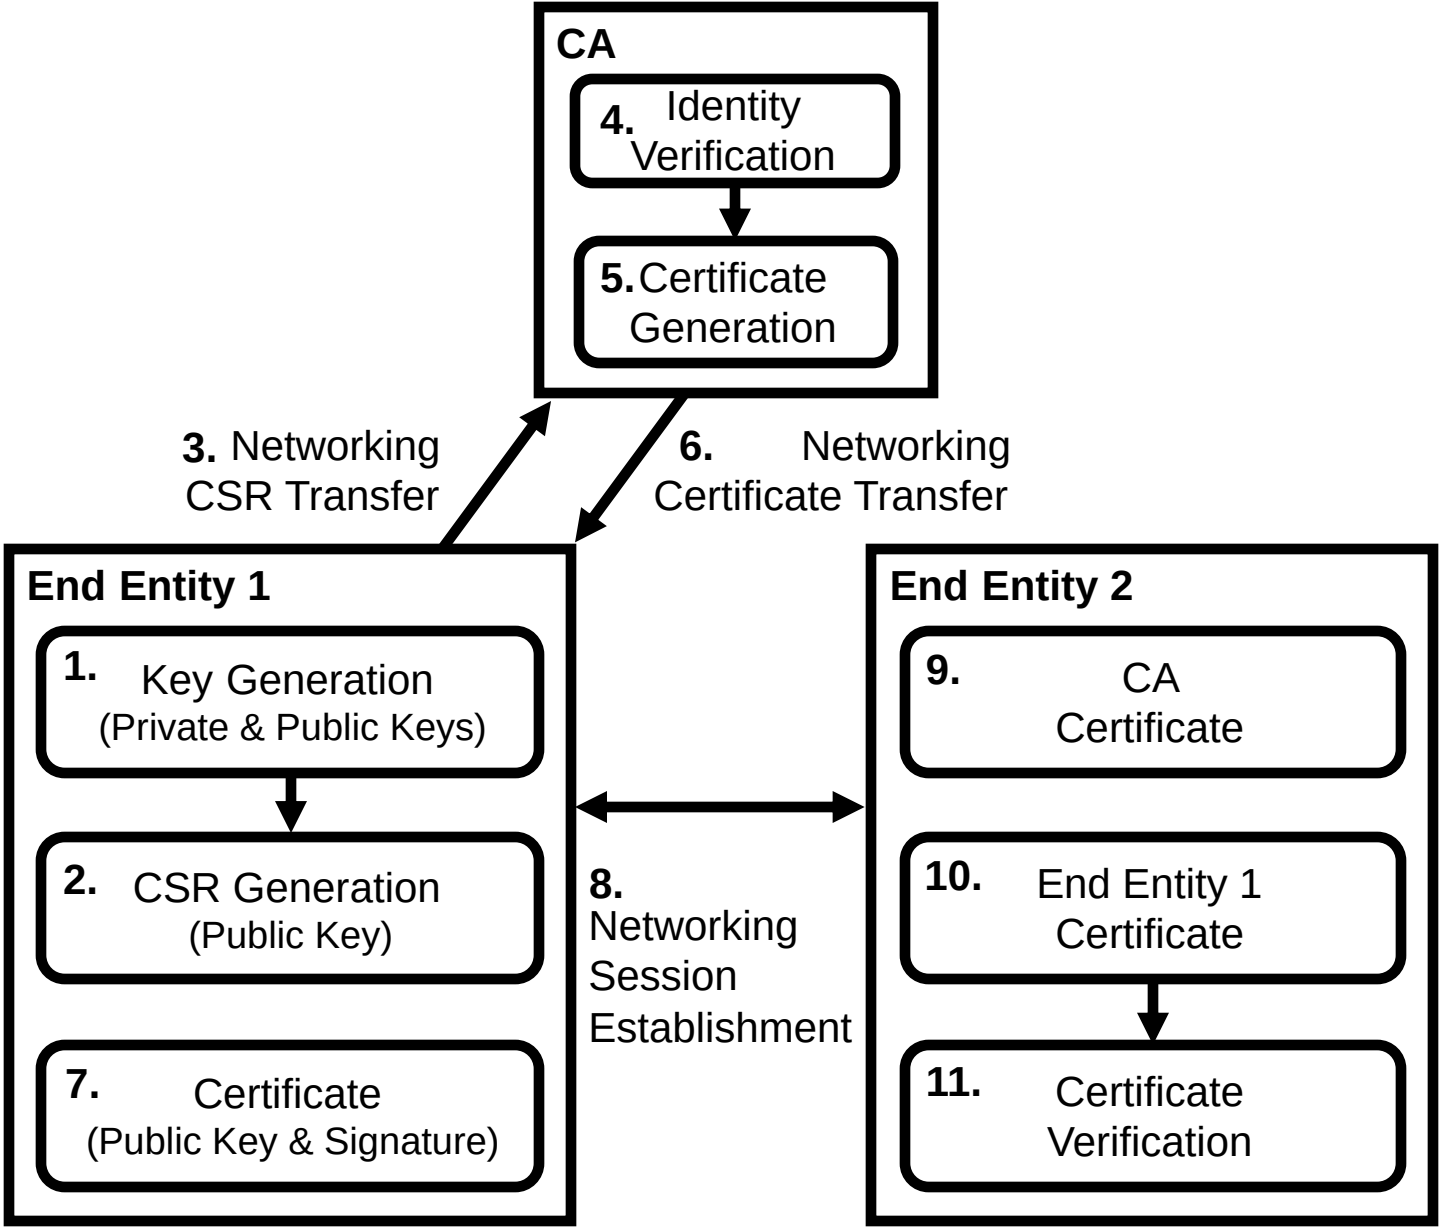 CA
4. Identity
Verification
5. Certificate
Generation
3. Networking
CSR Transfer
6. Networking
Certificate Transfer
End Entity 1
1. Key Generation
(Private & Public Keys)
2. CSR Generation
(Public Key)
7. Certificate
(Public Key & Signature)
8.
Networking
Session
Establishment
End Entity 2
9. CA
Certificate
10. End Entity 1
Certificate
11. Certificate
Verification